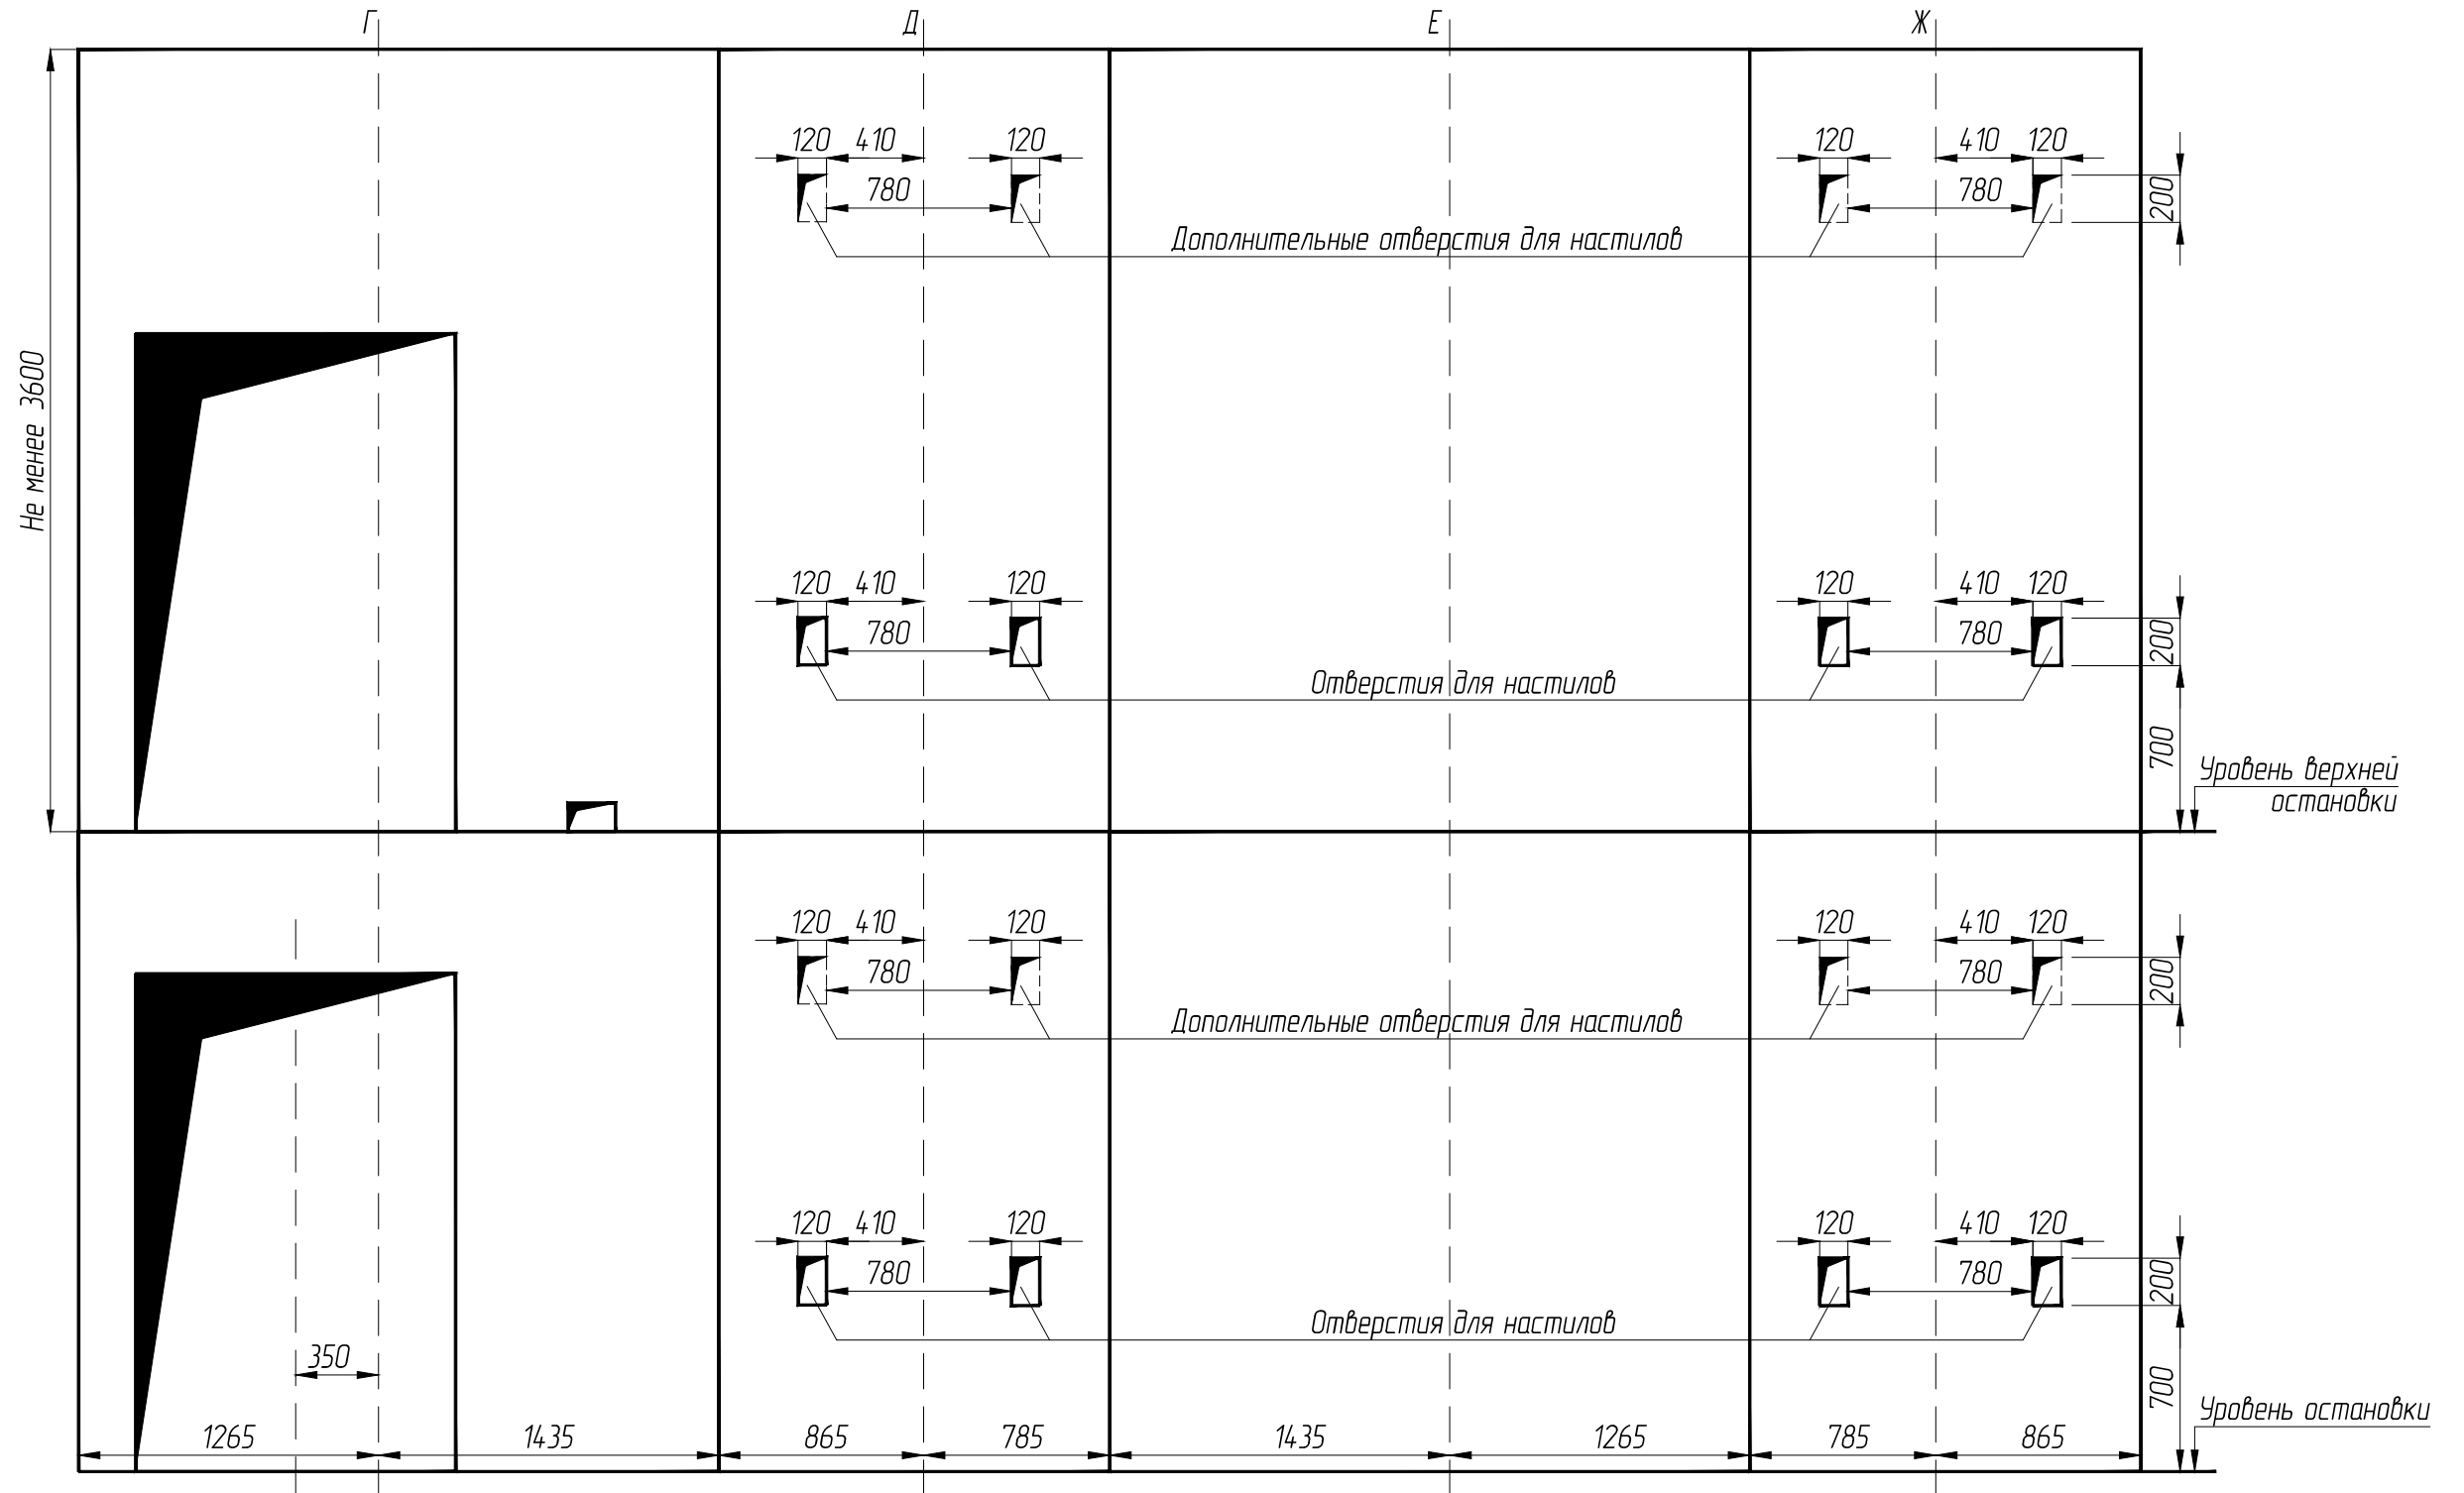 Г Д Е Ж
120 410 120 120 410 120
780 780 200
Дополнительные отверстия для настилов
Не менее 3600
120 410 120 120 410 120
780 780 200
Отверстия для настилов
700
Уровень верхней
остановки
120 410 120 120 410 120
780 780 200
Дополнительные отверстия для настилов
120 410 120 120 410 120
780 780 200
Отверстия для настилов
350
700
Уровень остановки
1265 1435 865 785 1435 1265 785 865